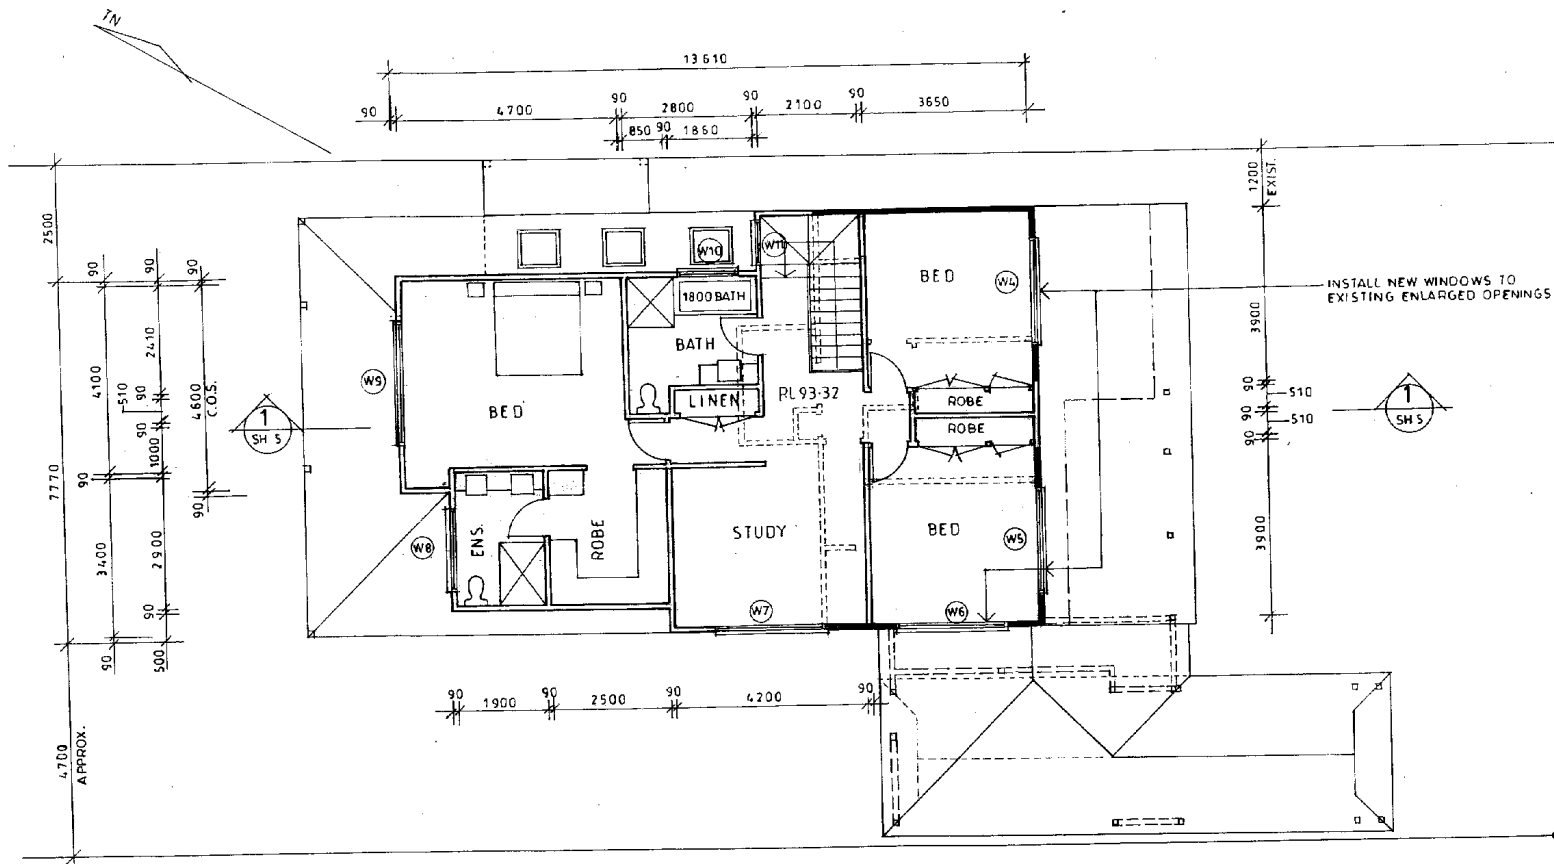 TN
13610
90
4700
90
2800
90
2100
90
3650
850 90 1860
2500
1200
EXIST.
90
90
90
W10
W11
BED
W4
INSTALL NEW WINDOWS TO
EXISTING ENLARGED OPENINGS
1800 BATH
3900
2410
4100
510
90
4600
C.O.S.
BATH
W9
1
SH 5
BED
LINEN
RL 93·32
ROBE
ROBE
90
90
90
510
510
1
SH 5
90
1000
7770
90
90
W8
ENS.
ROBE
STUDY
BED
W5
3900
3400
2900
90
W7
W6
90
500
90
1900
90
2500
90
4200
90
4700
APPROX.